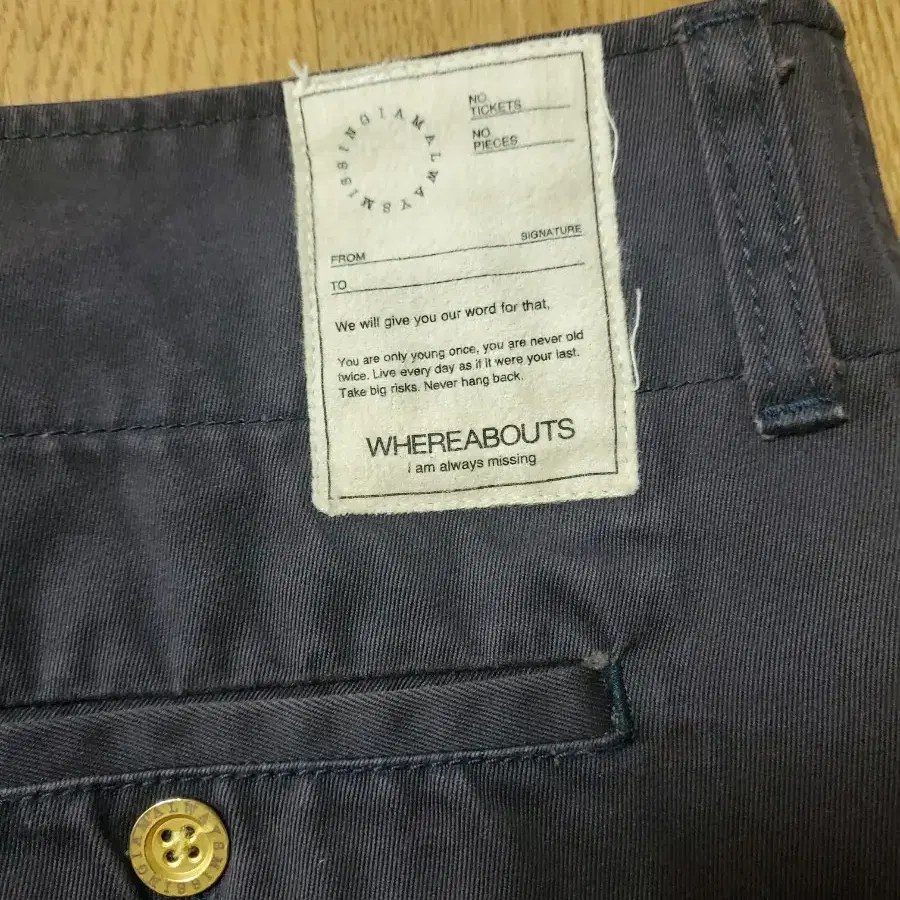 IAMALWAYSMISSING
NO.
TICKETS
NO.
PIECES
SIGNATURE
FROM
TO
We will give you our word for that,
You are only young once, you are never old
twice. Live every day as if it were your last.
Take big risks. Never hang back.
WHEREABOUTS
i am always missing
IAMALWAYSMISSING